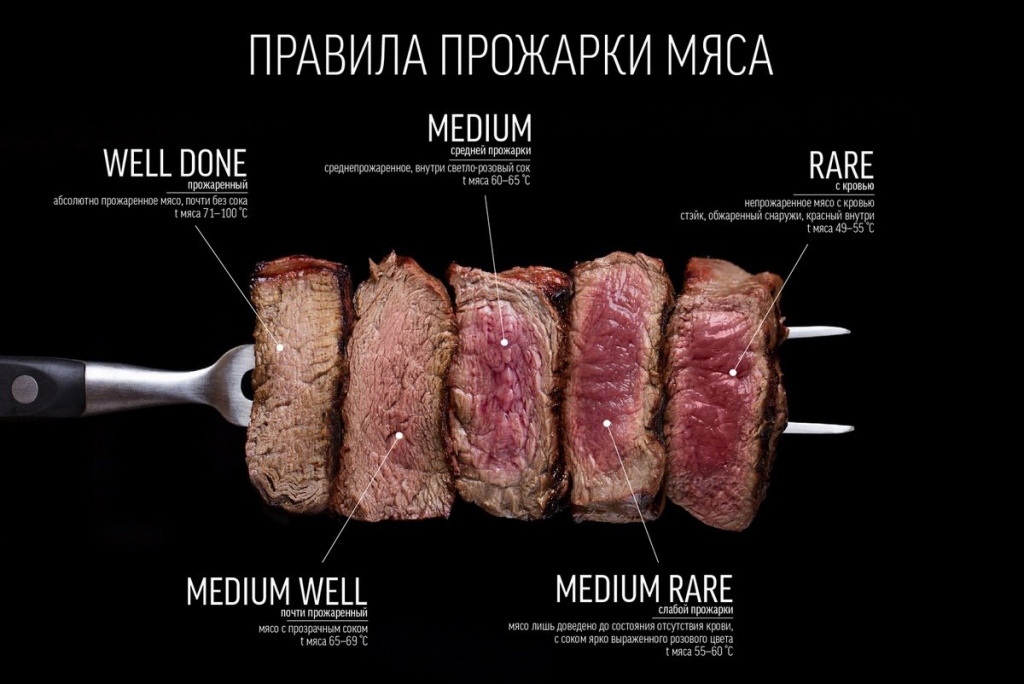 ПРАВИЛА ПРОЖАРКИ МЯСА
MEDIUM
средней прожарки
среднепрожаренное, внутри светло-розовый сок
t мяса 60–65 °C
WELL DONE
прожаренный
абсолютно прожаренное мясо, почти без сока
t мяса 71–100 °C
RARE
с кровью
непрожаренное мясо с кровью
стэйк, обжаренный снаружи, красный внутри
t мяса 49–55 °C
MEDIUM WELL
почти прожаренный
мясо с прозрачным соком
t мяса 65–69 °C
MEDIUM RARE
слабой прожарки
мясо лишь доведено до состояния отсутствия крови,
с соком ярко выраженного розового цвета
t мяса 55–60 °C